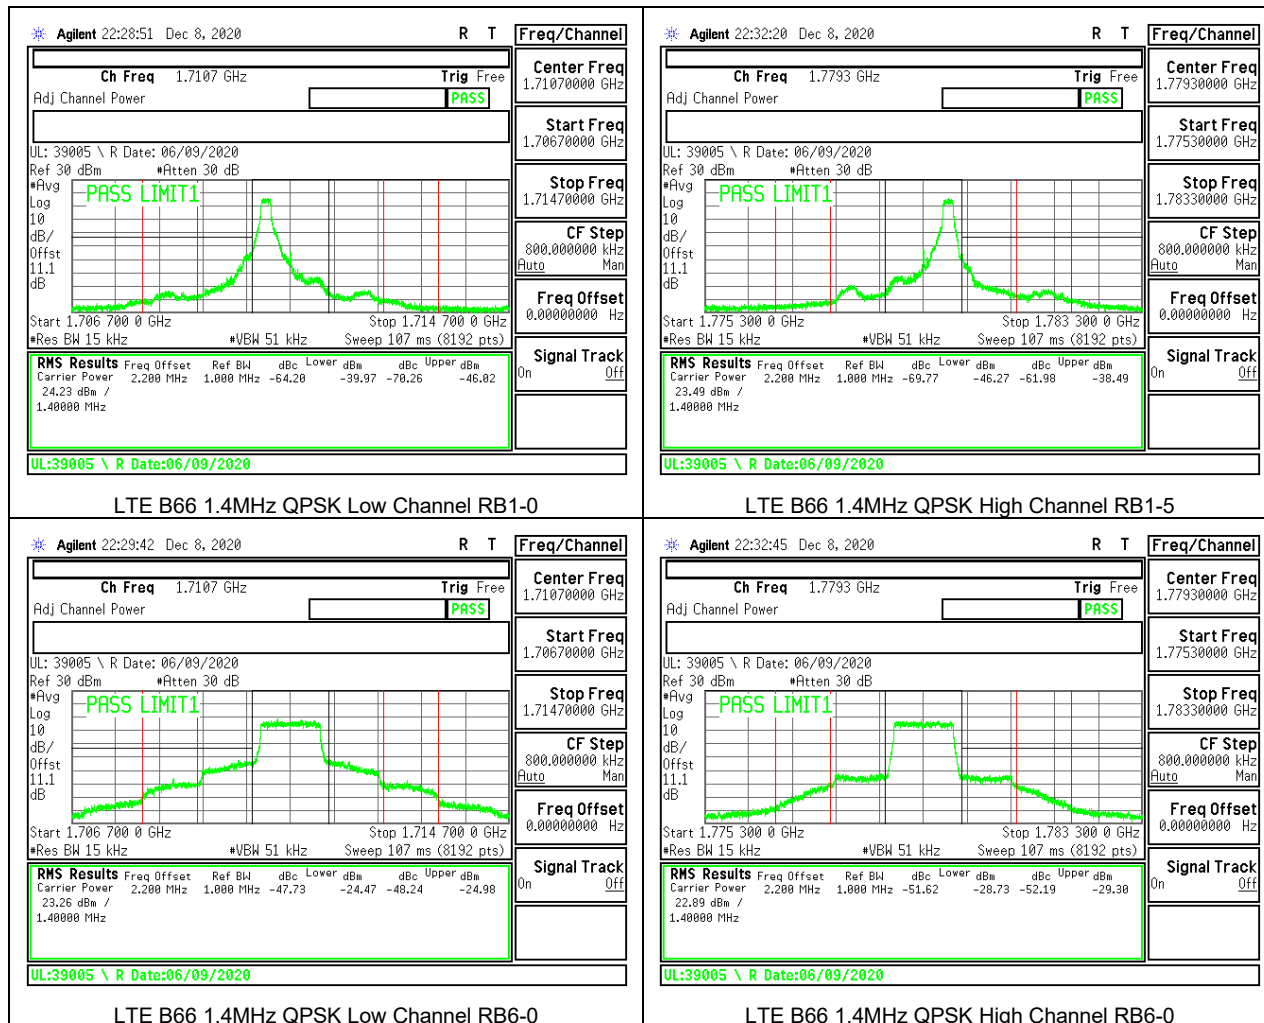 Agilent 22:28:51 Dec 8, 2020 R T Freq/Channel
Ch Freq 1.7107 GHz Trig Free
Center Freq
1.71070000 GHz
Adj Channel Power PASS
Start Freq
1.70670000 GHz
UL: 39005 \ R Date: 06/09/2020
Ref 30 dBm #Atten 30 dB
Stop Freq
1.71470000 GHz
#Avg
Log
10
dB/
Offst
11.1
dB
PASS LIMIT1
CF Step
800.000000 kHz
Auto Man
Freq Offset
0.00000000 Hz
Start 1.706 700 0 GHz Stop 1.714 700 0 GHz
#Res BW 15 kHz #VBW 51 kHz Sweep 107 ms (8192 pts)
Signal Track
On Off
RMS Results Freq Offset Ref BW dBc Lower dBm dBc Upper dBm
Carrier Power 2.200 MHz 1.000 MHz -64.20 -39.97 -70.26 -46.02
24.23 dBm /
1.40000 MHz
UL:39005 \ R Date:06/09/2020
LTE B66 1.4MHz QPSK Low Channel RB1-0
Agilent 22:32:20 Dec 8, 2020 R T Freq/Channel
Ch Freq 1.7793 GHz Trig Free
Center Freq
1.77930000 GHz
Adj Channel Power PASS
Start Freq
1.77530000 GHz
UL: 39005 \ R Date: 06/09/2020
Ref 30 dBm #Atten 30 dB
Stop Freq
1.78330000 GHz
#Avg
Log
10
dB/
Offst
11.1
dB
PASS LIMIT1
CF Step
800.000000 kHz
Auto Man
Freq Offset
0.00000000 Hz
Start 1.775 300 0 GHz Stop 1.783 300 0 GHz
#Res BW 15 kHz #VBW 51 kHz Sweep 107 ms (8192 pts)
Signal Track
On Off
RMS Results Freq Offset Ref BW dBc Lower dBm dBc Upper dBm
Carrier Power 2.200 MHz 1.000 MHz -69.77 -46.27 -61.98 -38.49
23.49 dBm /
1.40000 MHz
UL:39005 \ R Date:06/09/2020
LTE B66 1.4MHz QPSK High Channel RB1-5
Agilent 22:29:42 Dec 8, 2020 R T Freq/Channel
Ch Freq 1.7107 GHz Trig Free
Center Freq
1.71070000 GHz
Adj Channel Power PASS
Start Freq
1.70670000 GHz
UL: 39005 \ R Date: 06/09/2020
Ref 30 dBm #Atten 30 dB
Stop Freq
1.71470000 GHz
#Avg
Log
10
dB/
Offst
11.1
dB
PASS LIMIT1
CF Step
800.000000 kHz
Auto Man
Freq Offset
0.00000000 Hz
Start 1.706 700 0 GHz Stop 1.714 700 0 GHz
#Res BW 15 kHz #VBW 51 kHz Sweep 107 ms (8192 pts)
Signal Track
On Off
RMS Results Freq Offset Ref BW dBc Lower dBm dBc Upper dBm
Carrier Power 2.200 MHz 1.000 MHz -47.73 -24.47 -48.24 -24.98
23.26 dBm /
1.40000 MHz
UL:39005 \ R Date:06/09/2020
LTE B66 1.4MHz QPSK Low Channel RB6-0
Agilent 22:32:45 Dec 8, 2020 R T Freq/Channel
Ch Freq 1.7793 GHz Trig Free
Center Freq
1.77930000 GHz
Adj Channel Power PASS
Start Freq
1.77530000 GHz
UL: 39005 \ R Date: 06/09/2020
Ref 30 dBm #Atten 30 dB
Stop Freq
1.78330000 GHz
#Avg
Log
10
dB/
Offst
11.1
dB
PASS LIMIT1
CF Step
800.000000 kHz
Auto Man
Freq Offset
0.00000000 Hz
Start 1.775 300 0 GHz Stop 1.783 300 0 GHz
#Res BW 15 kHz #VBW 51 kHz Sweep 107 ms (8192 pts)
Signal Track
On Off
RMS Results Freq Offset Ref BW dBc Lower dBm dBc Upper dBm
Carrier Power 2.200 MHz 1.000 MHz -51.62 -28.73 -52.19 -29.30
22.89 dBm /
1.40000 MHz
UL:39005 \ R Date:06/09/2020
LTE B66 1.4MHz QPSK High Channel RB6-0